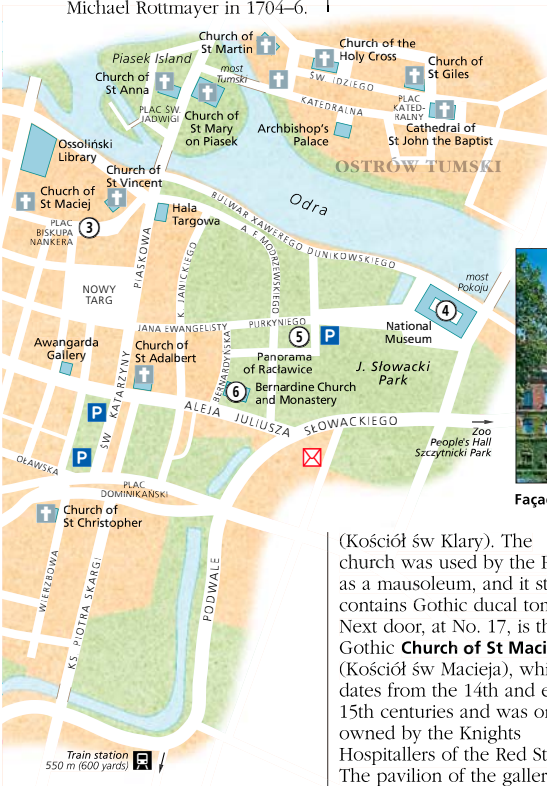 Michael Rottmayer in 1704–6.
Church of
St Martin
Church of the
Holy Cross
Piasek Island
most
Tumski
Church of
St Giles
ŚW. IDZIEGO
Church of
St Anna
KATEDRALNA
PLAC
KATED-
RALNY
PLAC ŚW.
JADWIGI
Church of
St Mary
on Piasek
Archbishop's
Palace
Cathedral of
St John the Baptist
Ossoliński
Library
OSTRÓW TUMSKI
Church of
St Vincent
Chucrh of
St Maciej
Odra
Hala
Targowa
BULWAR XAWEREGO DUNIKOWSKIEGO
PLAC
BISKUPA
NANKERA
3
A. F. MODRZEWSKIEGO
PIASKOWA
K. JANICKIEGO
most
Pokoju
NOWY
TARG
4
National
Museum
JANA EWANGELISTY
PURKYNIEGO
5
P
Awangarda
Gallery
Church of
St Adalbert
BERNARDYŃSKA
Panorama
of Racławice
J. Słowacki
Park
6
Bernardine Church
and Monastery
ŚW KATARZYNY
P
ALEJA JULIUSZA SŁOWACKIEGO
Zoo
People's Hall
Szczytnicki Park
P
OŁAWSKA
PLAC
DOMINIKAŃSKI
Faça
Church of
St Christopher
WIERZBOWA
KS PIOTRA SKARGI
PODWALE
Train station
550 m (600 yards)
(Kościół św Klary). The
church was used by the P
as a mausoleum, and it st
contains Gothic ducal ton
Next door, at No. 17, is th
Gothic Church of St Maci
(Kościół św Macieja), whi
dates from the 14th and e
15th centuries and was or
owned by the Knights
Hospitallers of the Red St
The pavilion of the galler